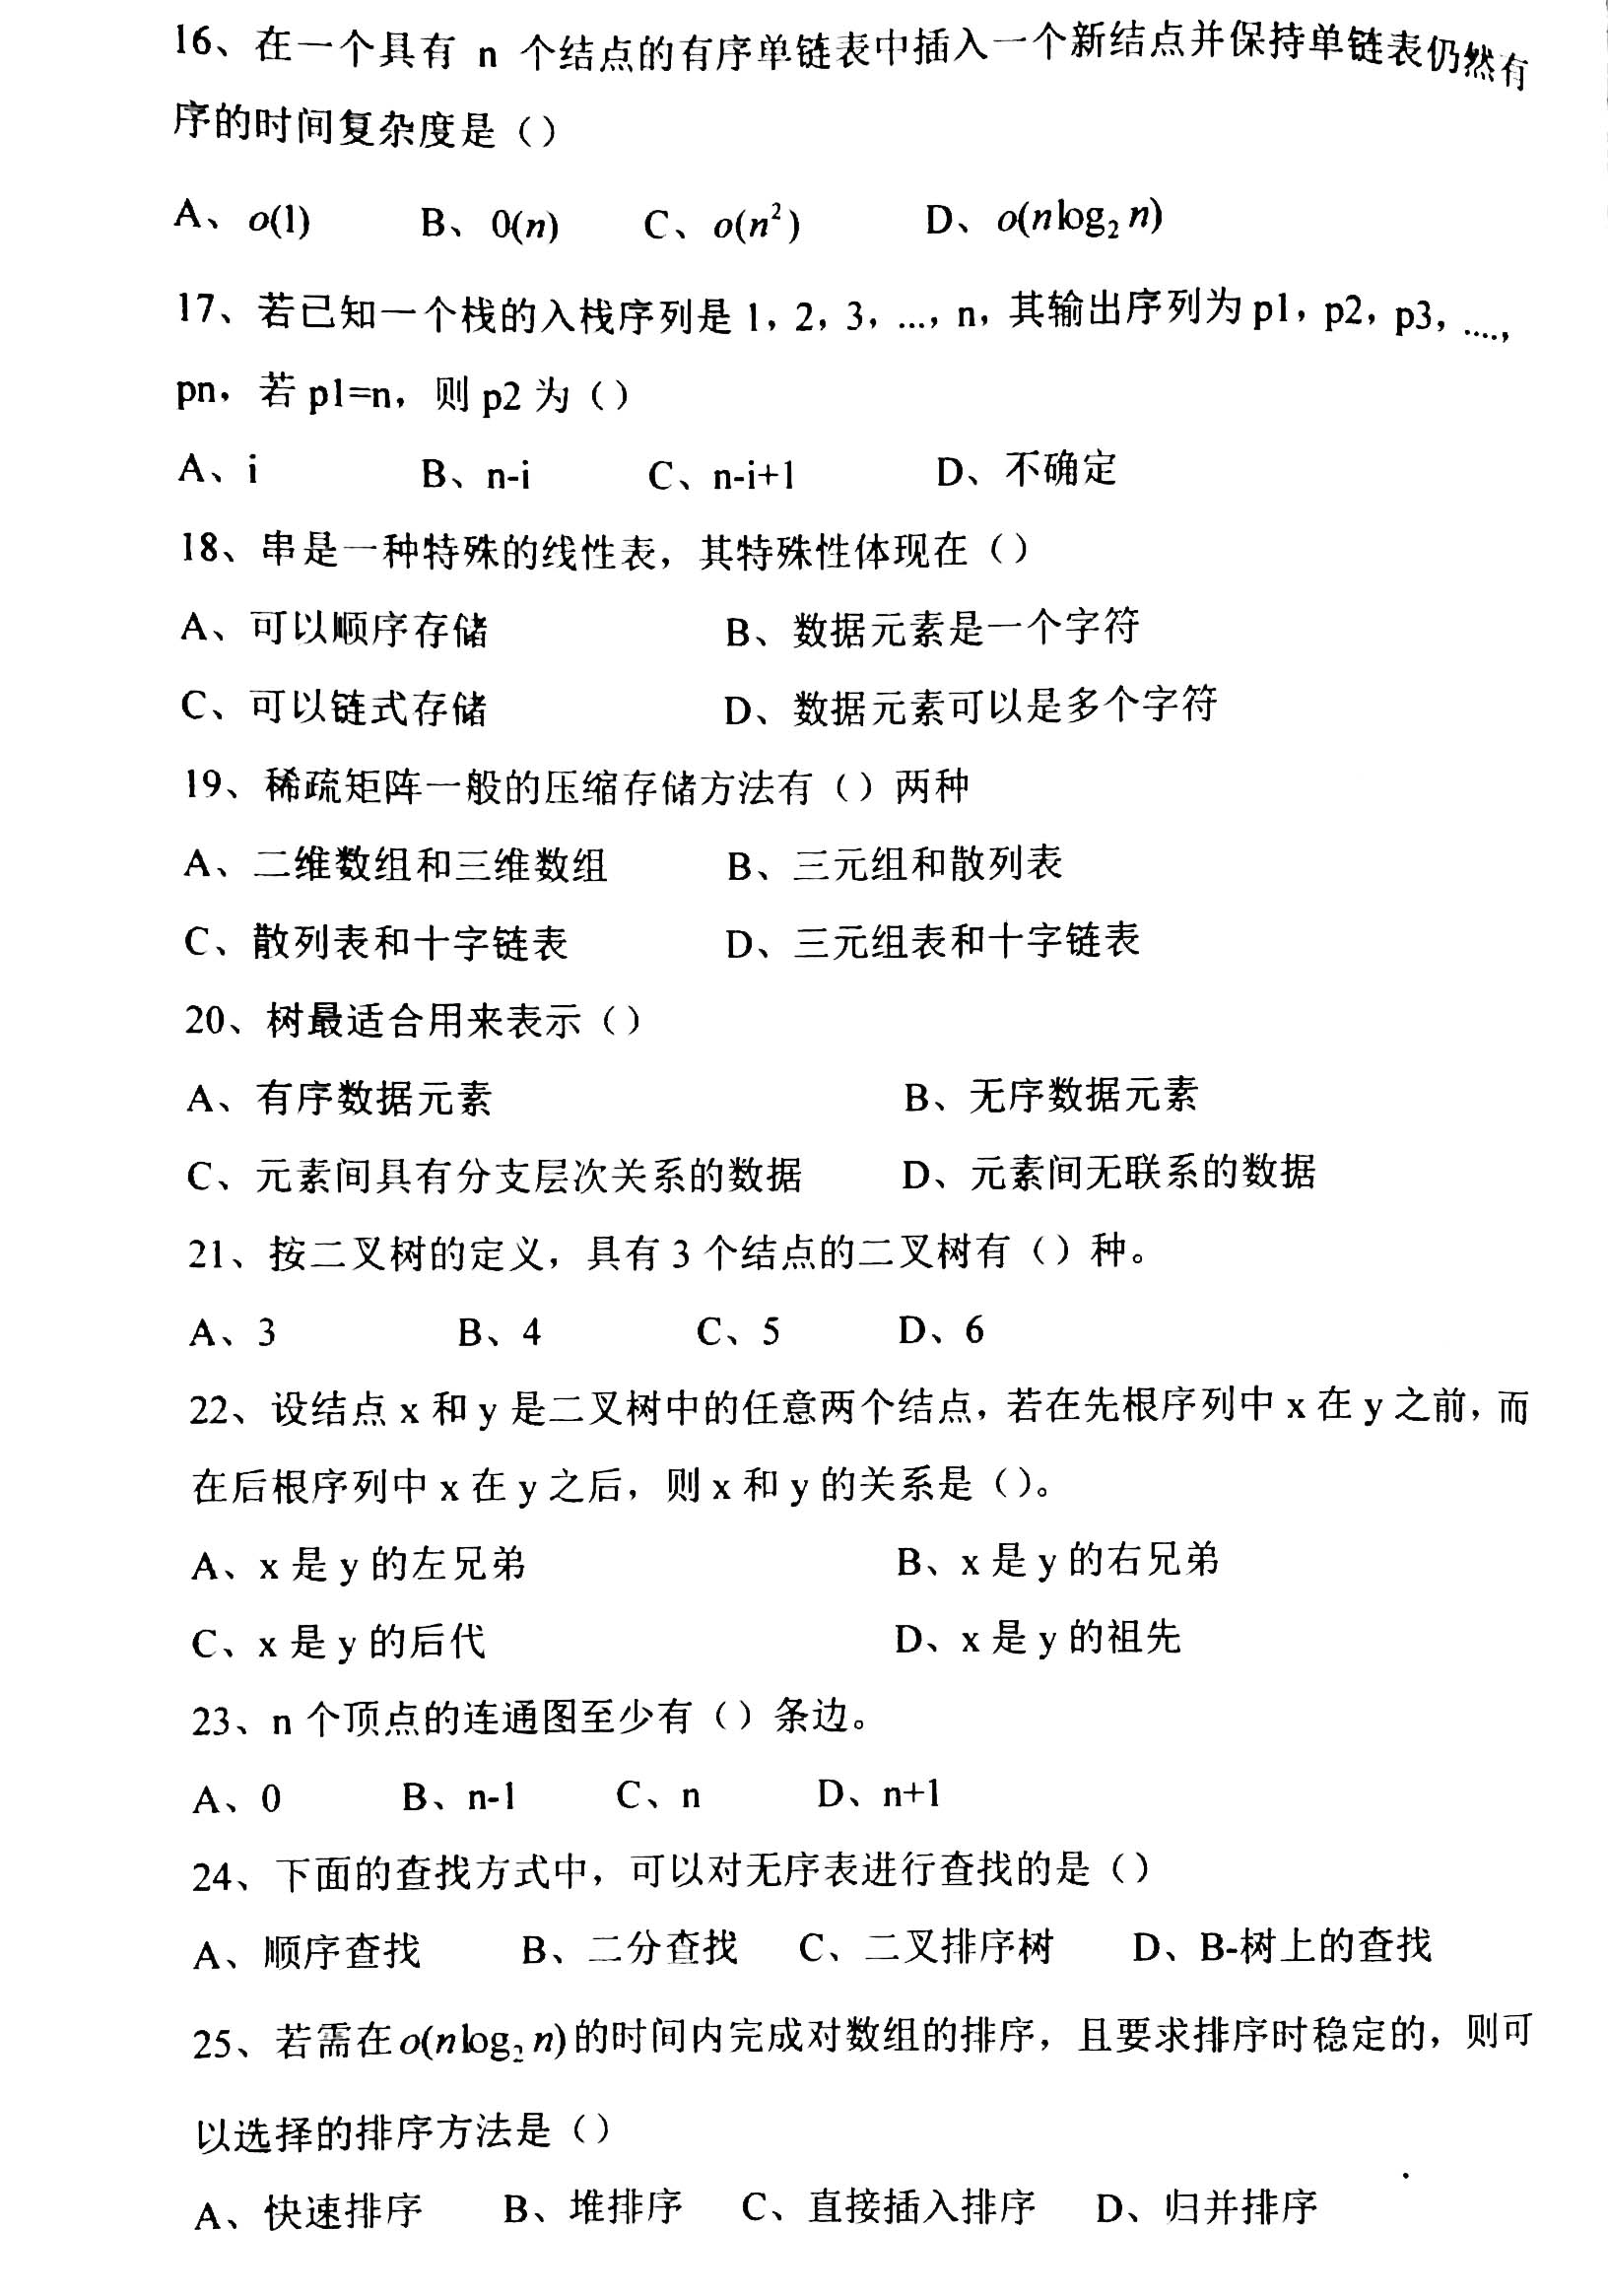 16、在一个具有 n 个结点的有序单链表中插入一个新结点并保持单链表仍然有
序的时间复杂度是（）
A、o(1) B、0(n) C、o(n²) D、o(nlog₂ n)
17、若已知一个栈的入栈序列是 1，2，3，...，n，其输出序列为 p1，p2，p3，....，
pn，若 p1=n，则 p2 为（）
A、i B、n-i C、n-i+1 D、不确定
18、串是一种特殊的线性表，其特殊性体现在（）
A、可以顺序存储 B、数据元素是一个字符
C、可以链式存储 D、数据元素可以是多个字符
19、稀疏矩阵一般的压缩存储方法有（）两种
A、二维数组和三维数组 B、三元组和散列表
C、散列表和十字链表 D、三元组表和十字链表
20、树最适合用来表示（）
A、有序数据元素 B、无序数据元素
C、元素间具有分支层次关系的数据 D、元素间无联系的数据
21、按二叉树的定义，具有 3 个结点的二叉树有（）种。
A、3 B、4 C、5 D、6
22、设结点 x 和 y 是二叉树中的任意两个结点，若在先根序列中 x 在 y 之前，而
在后根序列中 x 在 y 之后，则 x 和 y 的关系是（）。
A、x 是 y 的左兄弟 B、x 是 y 的右兄弟
C、x 是 y 的后代 D、x 是 y 的祖先
23、n 个顶点的连通图至少有（）条边。
A、0 B、n-1 C、n D、n+1
24、下面的查找方式中，可以对无序表进行查找的是（）
A、顺序查找 B、二分查找 C、二叉排序树 D、B-树上的查找
25、若需在 o(nlog₂ n) 的时间内完成对数组的排序，且要求排序时稳定的，则可
以选择的排序方法是（）
A、快速排序 B、堆排序 C、直接插入排序 D、归并排序